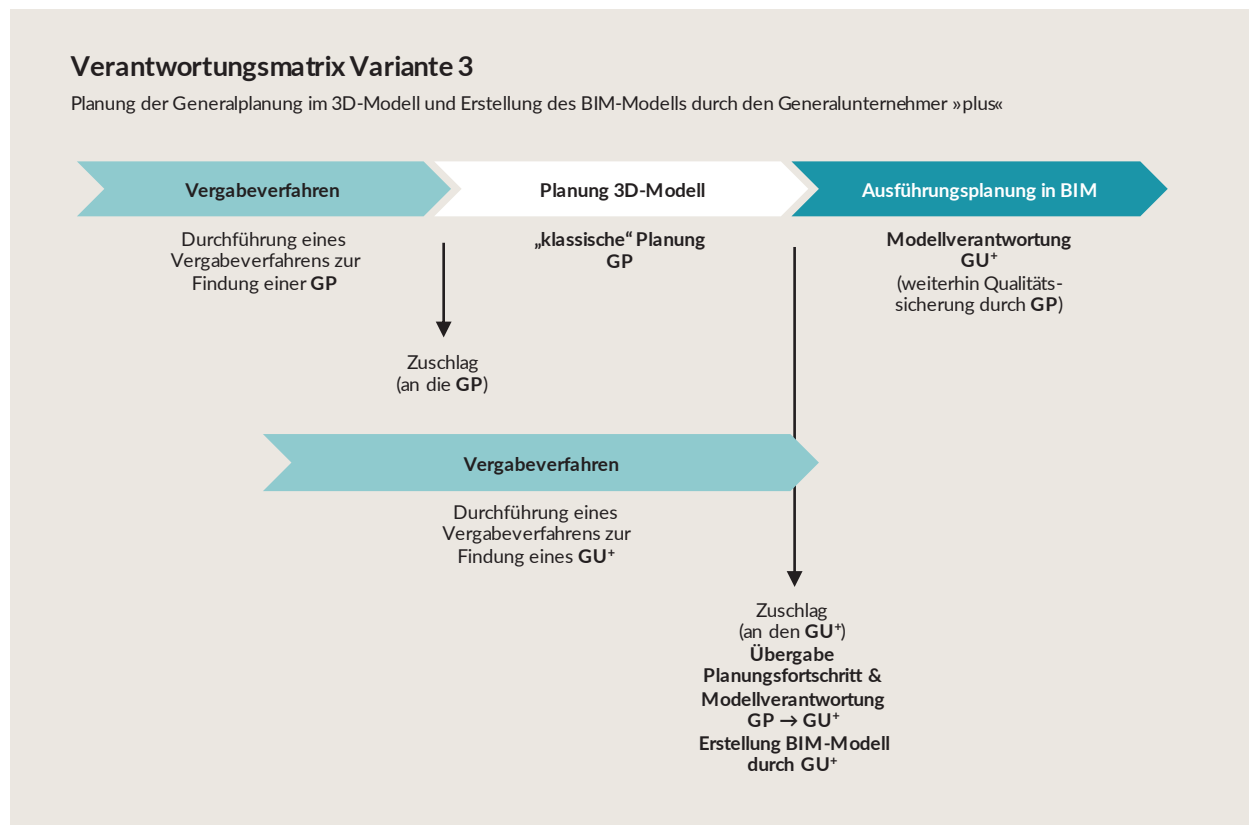 Verantwortungsmatrix Variante 3
Planung der Generalplanung im 3D-Modell und Erstellung des BIM-Modells durch den Generalunternehmer »plus«
Vergabeverfahren
Planung 3D-Modell
Ausführungsplanung in BIM
Durchführung eines
Vergabeverfahrens zur
Findung einer GP
„klassische“ Planung
GP
Modellverantwortung
GU⁺
(weiterhin Qualitäts-
sicherung durch GP)
Zuschlag
(an die GP)
Vergabeverfahren
Durchführung eines
Vergabeverfahrens zur
Findung eines GU⁺
Zuschlag
(an den GU⁺)
Übergabe
Planungsfortschritt &
Modellverantwortung
GP → GU⁺
Erstellung BIM-Modell
durch GU⁺